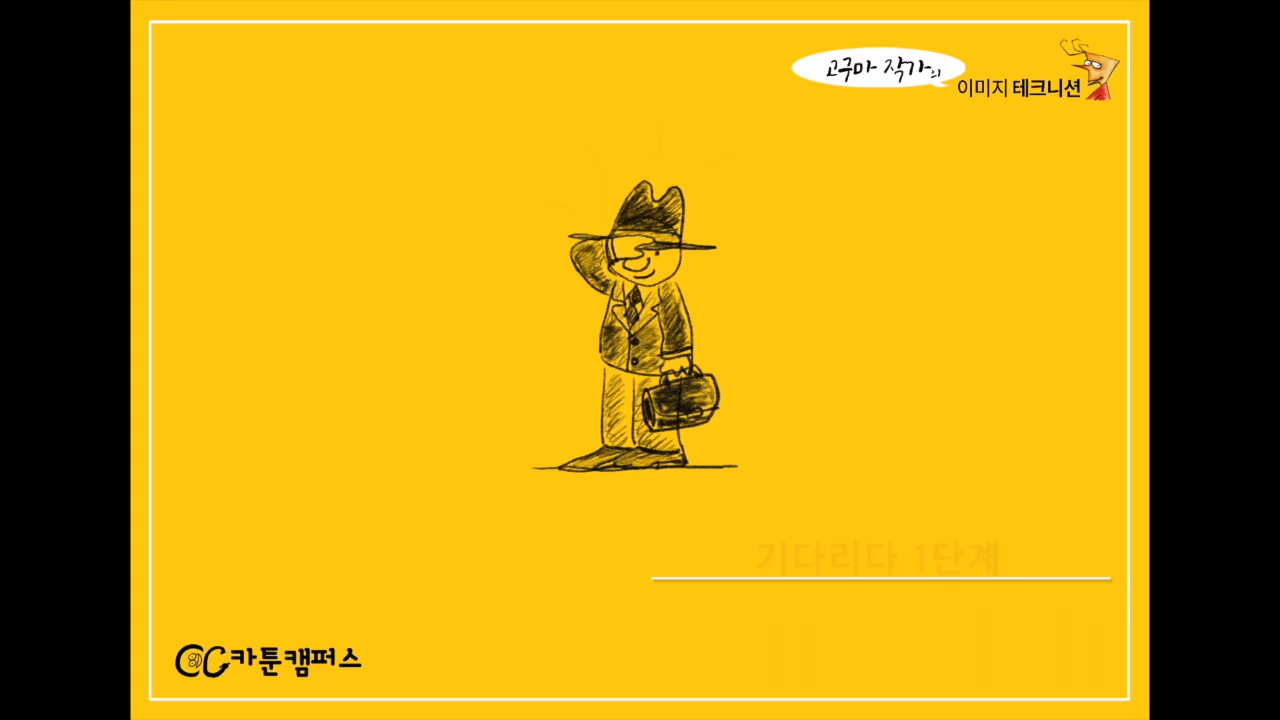 고구마 작가의
이미지 테크니션
기다리다 1단계
카툰캠퍼스